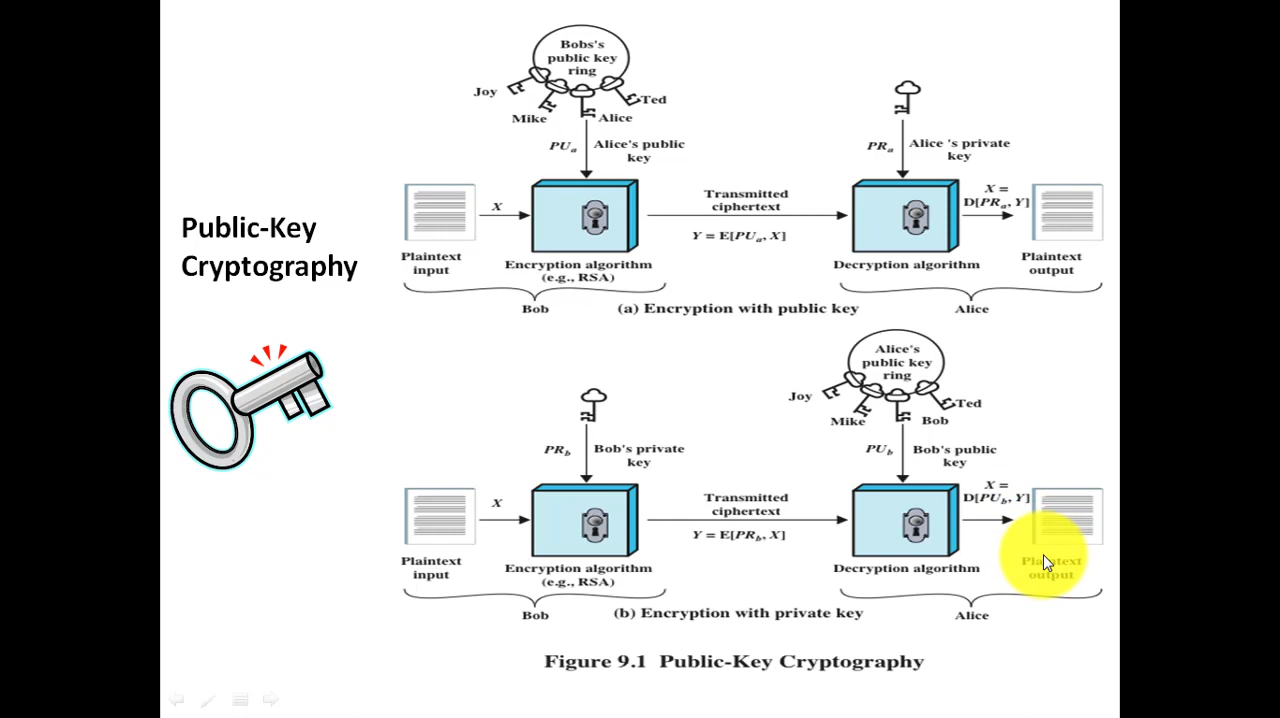 Public-Key
Cryptography
Bobs's
public key
ring
Joy
Mike
Alice
Ted
PUa
Alice's public
key
PRa
Alice 's private
key
X
Transmitted
ciphertext
Y = E[PUa, X]
X =
D[PRa, Y]
Plaintext
input
Encryption algorithm
(e.g., RSA)
Decryption algorithm
Plaintext
output
Bob
(a) Encryption with public key
Alice
Alice's
public key
ring
Joy
Mike
Bob
Ted
PRb
Bob's private
key
PUb
Bob's public
key
X
Transmitted
ciphertext
Y = E[PRb, X]
X =
D[PUb, Y]
Plaintext
input
Encryption algorithm
(e.g., RSA)
Decryption algorithm
Plaintext
output
Bob
(b) Encryption with private key
Alice
Figure 9.1 Public-Key Cryptography